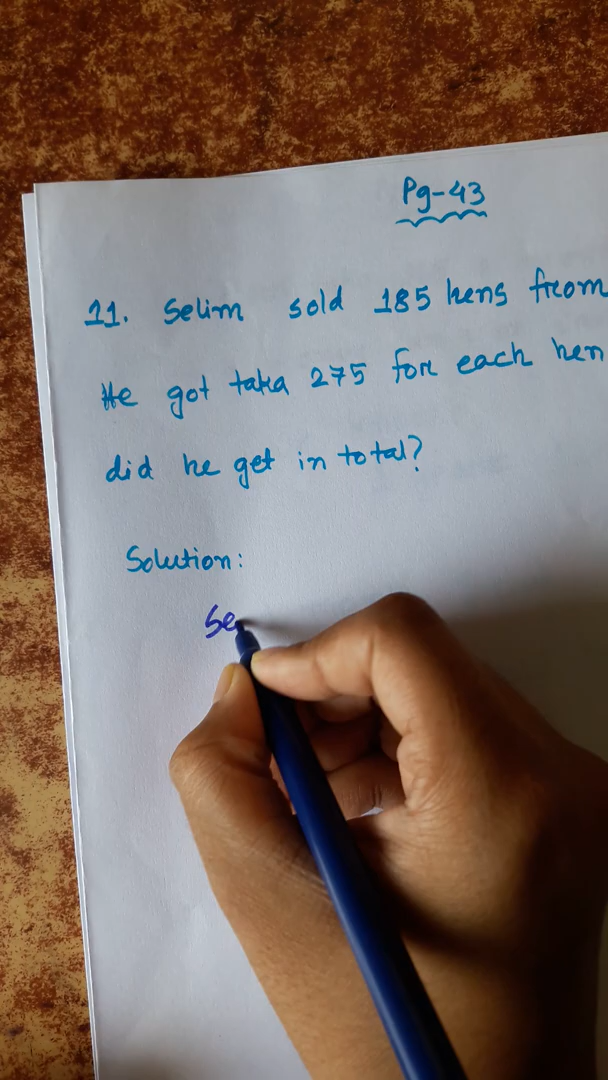 Pg-43
11. Selim sold 185 hens from
He got taka 275 for each hen
did he get in total?
Solution:
Se